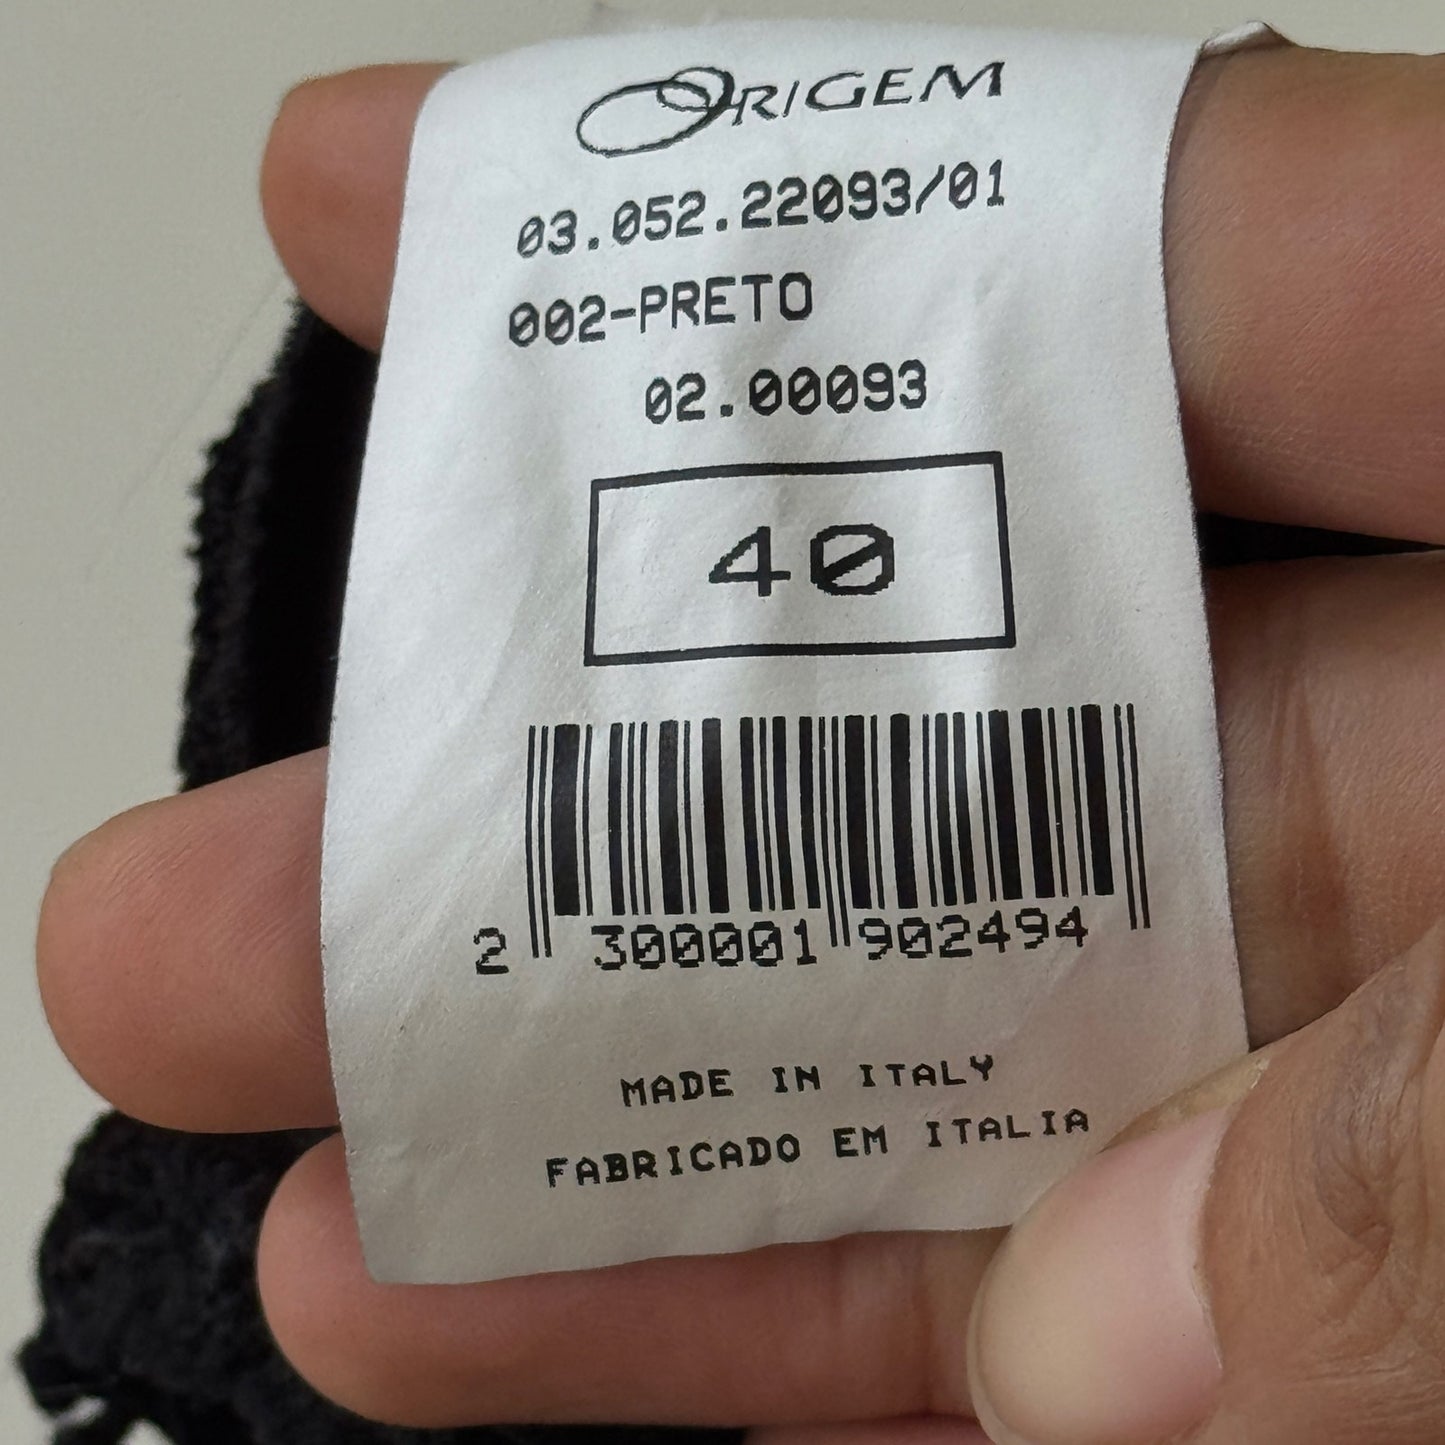 ORIGEM
03.052.22093/01
002-PRETO
02.00093
40
2 300001 902494
MADE IN ITALY
FABRICADO EM ITALIA